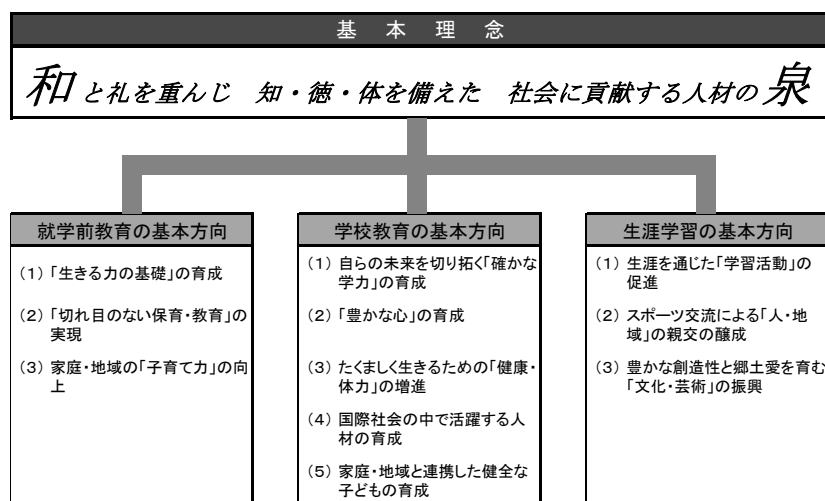 基 本 理 念
和と礼を重んじ 知・徳・体を備えた 社会に貢献する人材の泉
就学前教育の基本方向
(1)「生きる力の基礎」の育成
(2)「切れ目のない保育・教育」の
実現
(3) 家庭・地域の「子育て力」の向
上
学校教育の基本方向
(1) 自らの未来を切り拓く「確かな
学力」の育成
(2)「豊かな心」の育成
(3) たくましく生きるための「健康・
体力」の増進
(4) 国際社会の中で活躍する人
材の育成
(5) 家庭・地域と連携した健全な
子どもの育成
生涯学習の基本方向
(1) 生涯を通じた「学習活動」の
促進
(2) スポーツ交流による「人・地
域」の親交の醸成
(3) 豊かな創造性と郷土愛を育む
「文化・芸術」の振興